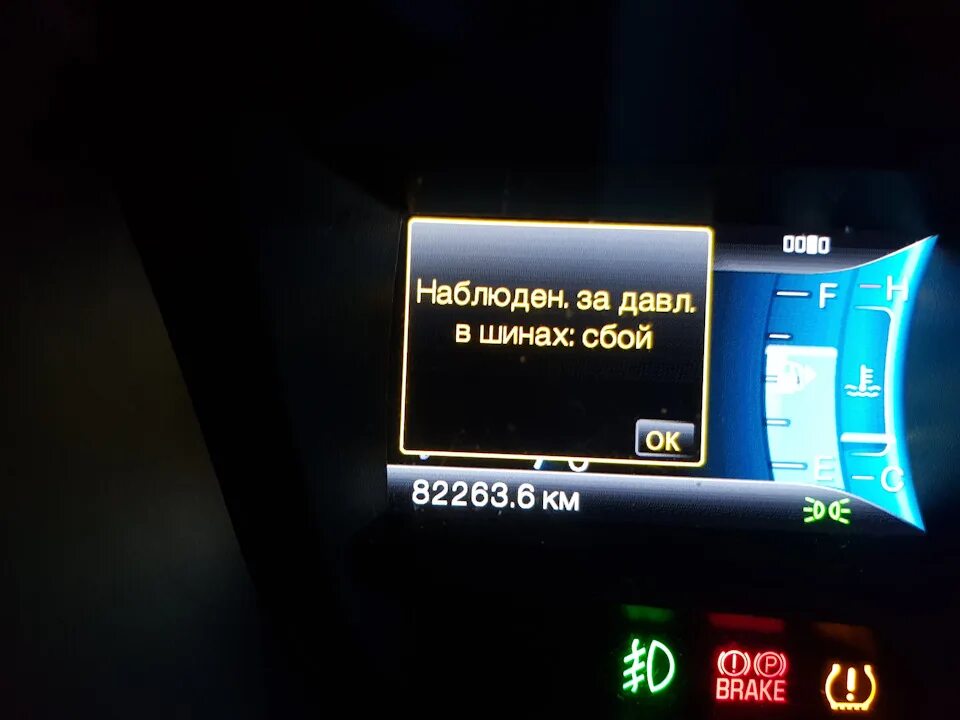 Наблюден. за давл.
в шинах: сбой
OK
F
H
E
C
82263.6 км
P
BRAKE